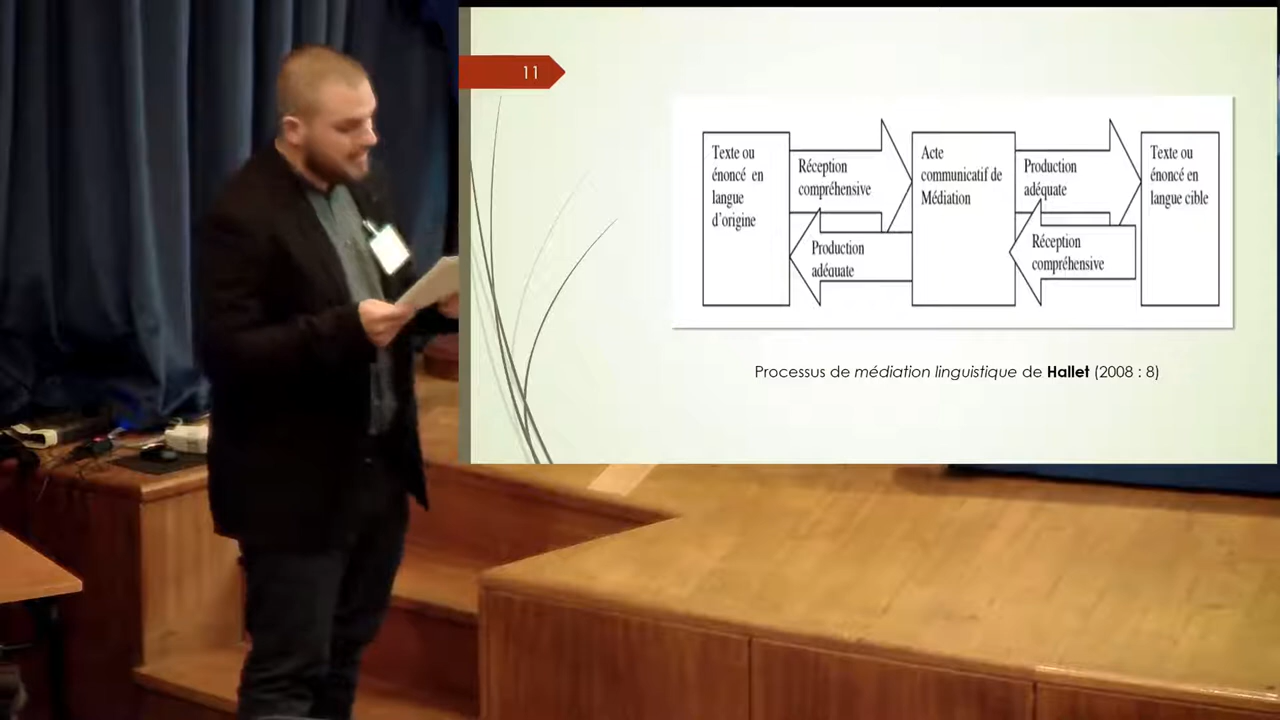 11
Texte ou
énoncé en
langue
d'origine
Réception
compréhensive
Production
adéquate
Acte
communicatif de
Médiation
Production
adéquate
Réception
compréhensive
Texte ou
énoncé en
langue cible
Processus de médiation linguistique de Hallet (2008 : 8)